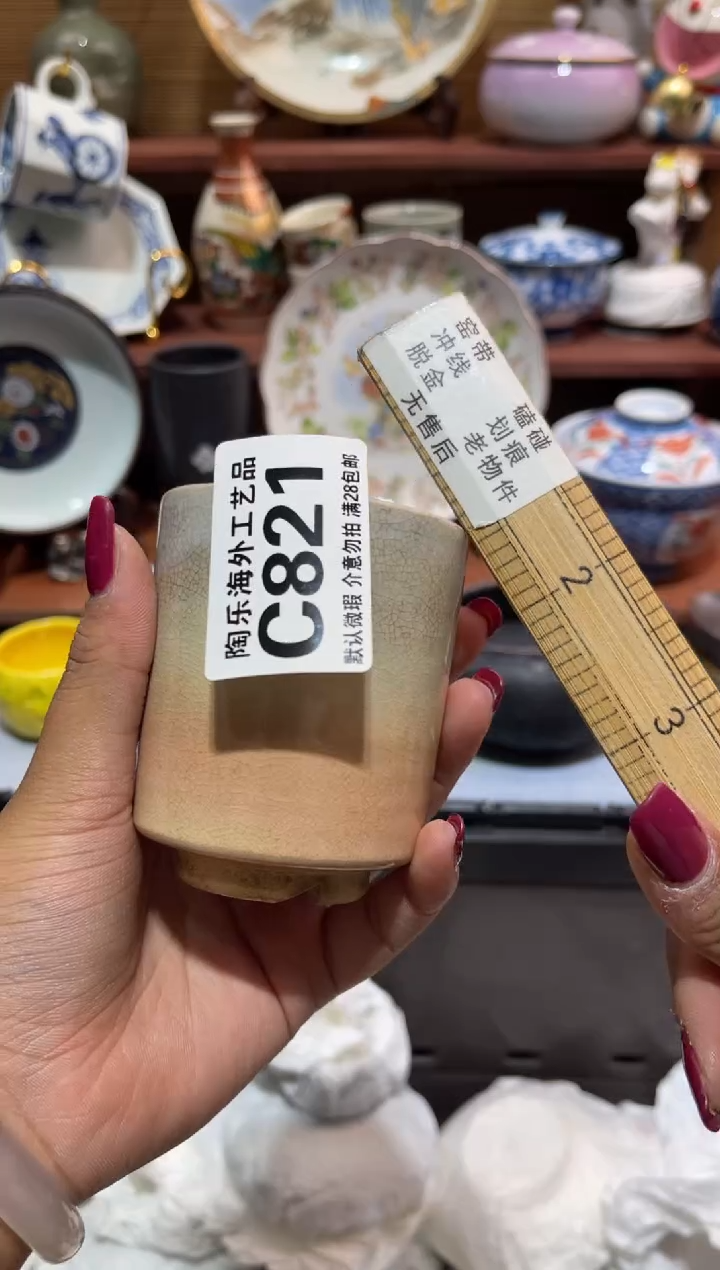 陶乐海外工艺品
C821
默认微瑕 介意勿拍 满28包邮
窑带 磕碰
冲线 划痕
脱金 老物件
无售后
2
3